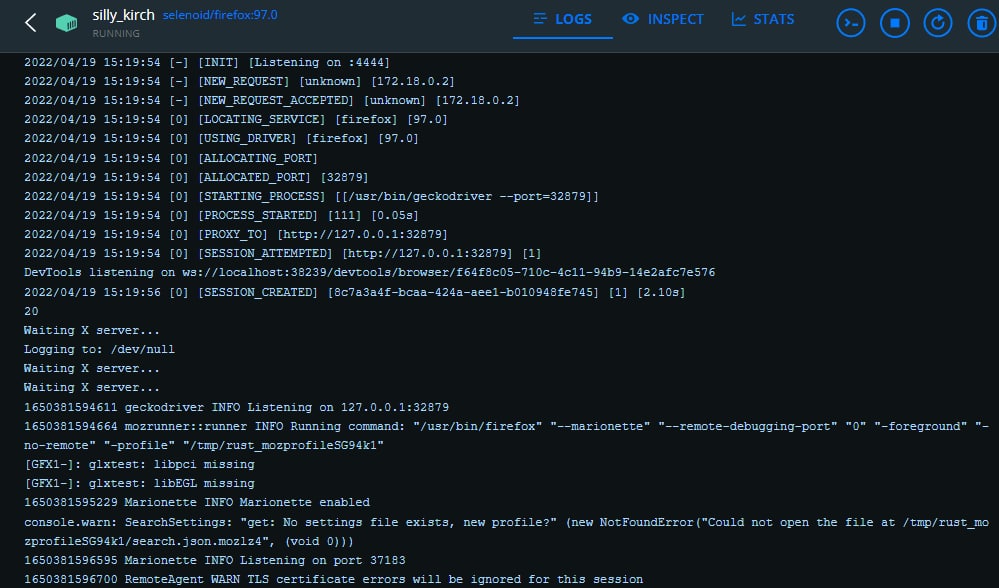 silly_kirch selenoid/firefox:97.0
RUNNING
LOGS INSPECT STATS
2022/04/19 15:19:54 [-] [INIT] [Listening on :4444]
2022/04/19 15:19:54 [-] [NEW_REQUEST] [unknown] [172.18.0.2]
2022/04/19 15:19:54 [-] [NEW_REQUEST_ACCEPTED] [unknown] [172.18.0.2]
2022/04/19 15:19:54 [0] [LOCATING_SERVICE] [firefox] [97.0]
2022/04/19 15:19:54 [0] [USING_DRIVER] [firefox] [97.0]
2022/04/19 15:19:54 [0] [ALLOCATING_PORT]
2022/04/19 15:19:54 [0] [ALLOCATED_PORT] [32879]
2022/04/19 15:19:54 [0] [STARTING_PROCESS] [[/usr/bin/geckodriver --port=32879]]
2022/04/19 15:19:54 [0] [PROCESS_STARTED] [111] [0.05s]
2022/04/19 15:19:54 [0] [PROXY_TO] [http://127.0.0.1:32879]
2022/04/19 15:19:54 [0] [SESSION_ATTEMPTED] [http://127.0.0.1:32879] [1]
DevTools listening on ws://localhost:38239/devtools/browser/f64f8c05-710c-4c11-94b9-14e2afc7e576
2022/04/19 15:19:56 [0] [SESSION_CREATED] [8c7a3a4f-bcaa-424a-aee1-b010948fe745] [1] [2.10s]
20
Waiting X server...
Logging to: /dev/null
Waiting X server...
Waiting X server...
1650381594611 geckodriver INFO Listening on 127.0.0.1:32879
1650381594664 mozrunner::runner INFO Running command: "/usr/bin/firefox" "--marionette" "--remote-debugging-port" "0" "-foreground" "-
no-remote" "-profile" "/tmp/rust_mozprofileSG94k1"
[GFX1-]: glxtest: libpci missing
[GFX1-]: glxtest: libEGL missing
1650381595229 Marionette INFO Marionette enabled
console.warn: SearchSettings: "get: No settings file exists, new profile?" (new NotFoundError("Could not open the file at /tmp/rust_mo
zprofileSG94k1/search.json.mozlz4", (void 0)))
1650381596595 Marionette INFO Listening on port 37183
1650381596700 RemoteAgent WARN TLS certificate errors will be ignored for this session